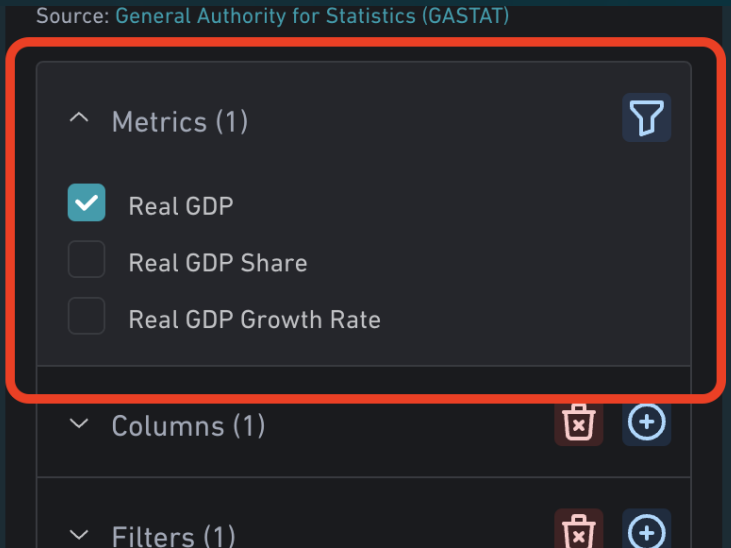 Source: General Authority for Statistics (GASTAT)
Metrics (1)
Real GDP
Real GDP Share
Real GDP Growth Rate
Columns (1)
Filters (1)